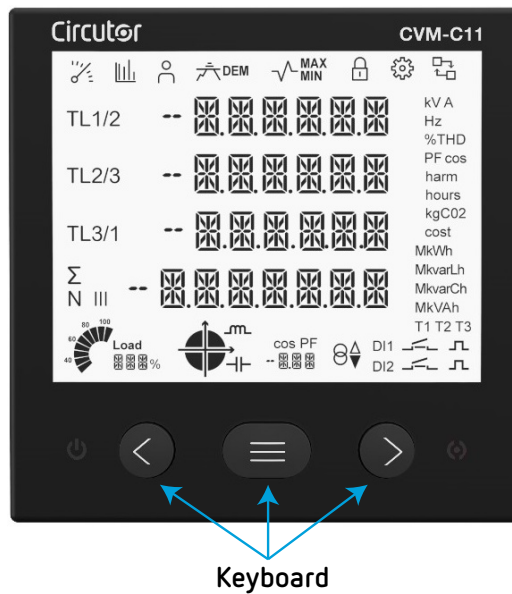 Circutor CVM-C11
DEM MAX
MIN
TL1/2 -- kV A
Hz
%THD
TL2/3 -- PF cos
harm
hours
TL3/1 -- kgC02
cost
MkWh
Σ MkvarLh
N III -- MkvarCh
MkVAh
T1 T2 T3
100
80
60
40
Load
%
cos PF
--
DI1
DI2
Keyboard